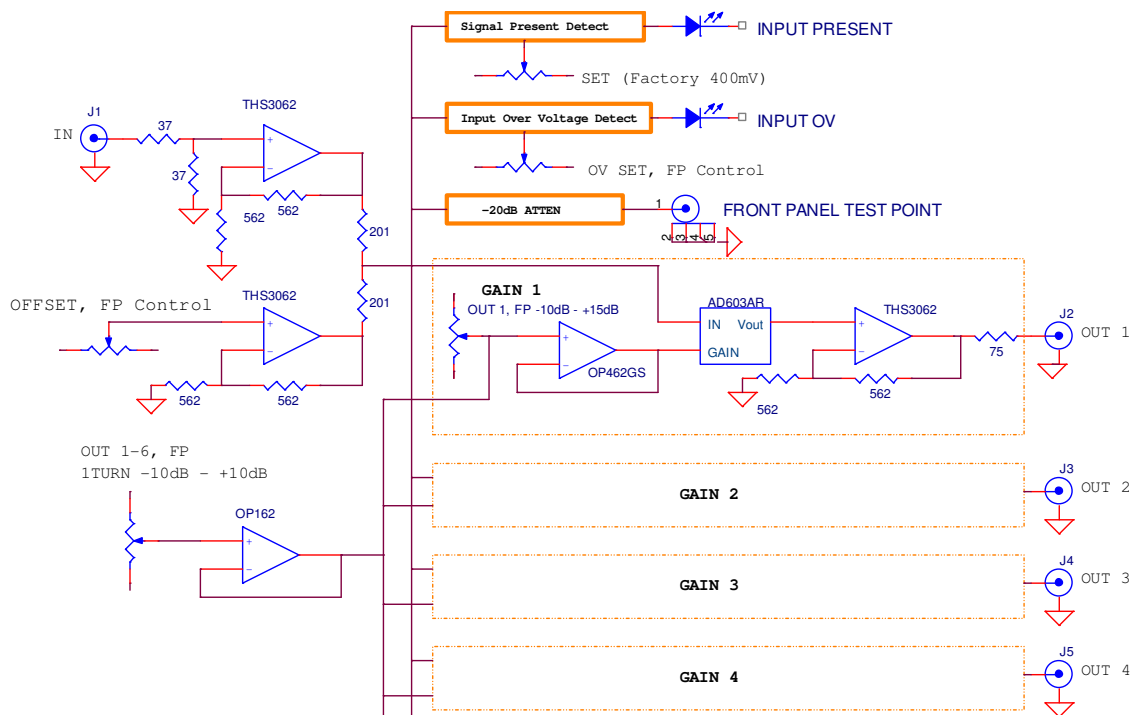 Signal Present Detect
INPUT PRESENT
SET (Factory 400mV)
J1
IN
37
37
THS3062
+
-
562
562
201
Input Over Voltage Detect
INPUT OV
OV SET, FP Control
-20dB ATTEN
1
2
3
4
5
FRONT PANEL TEST POINT
OFFSET, FP Control
THS3062
+
-
201
562
562
GAIN 1
OUT 1, FP -10dB - +15dB
+
-
OP462GS
AD603AR
IN Vout
GAIN
THS3062
+
-
562
562
75
J2
OUT 1
OUT 1-6, FP
1TURN -10dB - +10dB
OP162
+
-
GAIN 2
J3
OUT 2
GAIN 3
J4
OUT 3
GAIN 4
J5
OUT 4